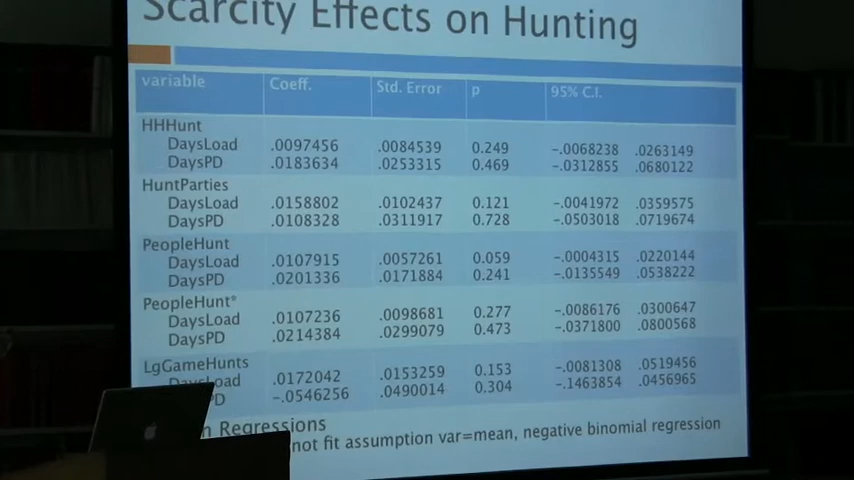 Scarcity Effects on Hunting
variable Coeff. Std. Error p 95% C.I.
HHHunt
DaysLoad .0097456 .0084539 0.249 -.0068238 .0263149
DaysPD .0183634 .0253315 0.469 -.0312855 .0680122
HuntParties
DaysLoad .0158802 .0102437 0.121 -.0041972 .0359575
DaysPD .0108328 .0311917 0.728 -.0503018 .0719674
PeopleHunt
DaysLoad .0107915 .0057261 0.059 -.0004315 .0220144
DaysPD .0201336 .0171884 0.241 -.0135549 .0538222
PeopleHunt*
DaysLoad .0107236 .0098681 0.277 -.0086176 .0300647
DaysPD .0214384 .0299079 0.473 -.0371800 .0800568
LgGameHunts
DaysLoad .0172042 .0153259 0.153 -.0081308 .0519456
PD -.0546256 .0490014 0.304 -.1463854 .0456965
Regressions
not fit assumption var=mean, negative binomial regression